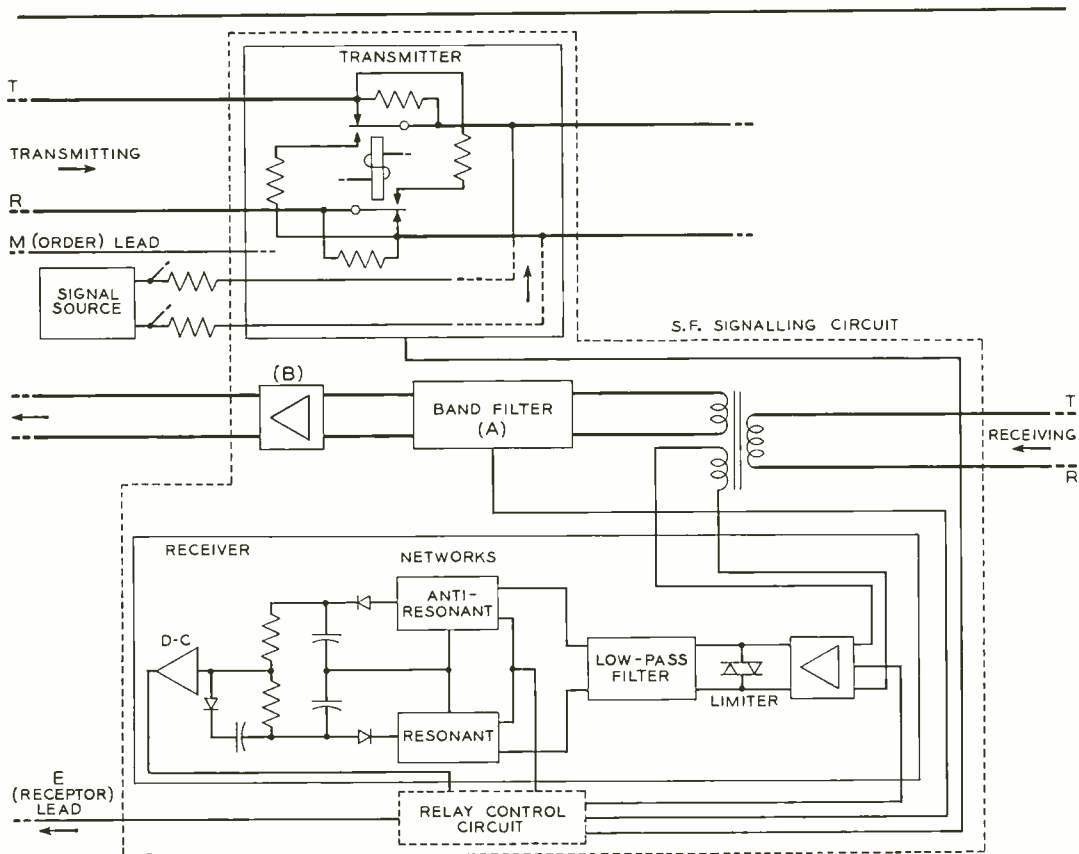 TRANSMITTER
T
TRANSMITTING
R
M (ORDER) LEAD
SIGNAL
SOURCE
S.F. SIGNALLING CIRCUIT
(B)
BAND FILTER
(A)
T
RECEIVING
R
RECEIVER
NETWORKS
ANTI-
RESONANT
D-C
LOW-PASS
FILTER
LIMITER
RESONANT
E
(RECEPTOR)
LEAD
RELAY CONTROL
CIRCUIT